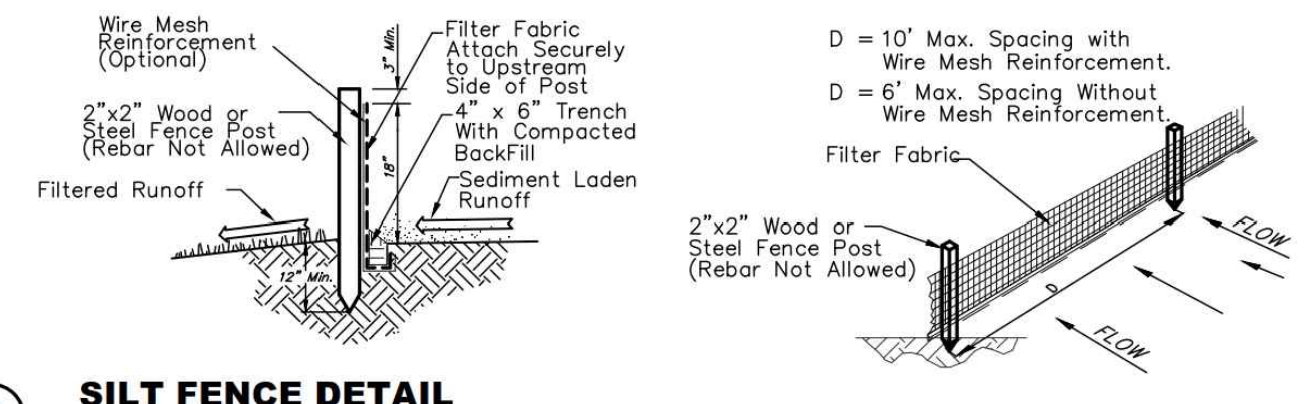 Wire Mesh
Reinforcement
(Optional)
3" Min.
Filter Fabric
Attach Securely
to Upstream
Side of Post
2"x2" Wood or
Steel Fence Post
(Rebar Not Allowed)
4" x 6" Trench
With Compacted
BackFill
18"
Filtered Runoff
Sediment Laden
Runoff
12" Min.
D = 10' Max. Spacing with
Wire Mesh Reinforcement.
D = 6' Max. Spacing Without
Wire Mesh Reinforcement.
Filter Fabric
2"x2" Wood or
Steel Fence Post
(Rebar Not Allowed)
D
FLOW
FLOW
SILT FENCE DETAIL